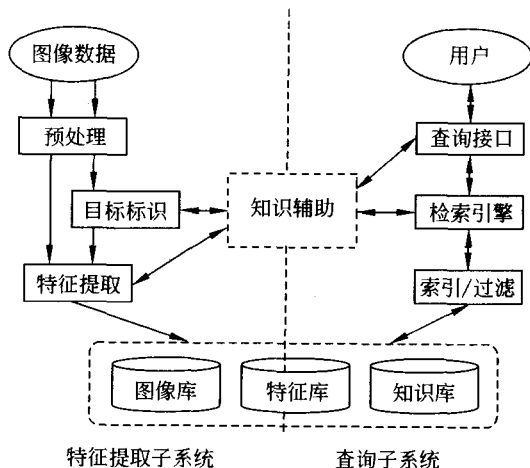 图像数据
用户
预处理
查询接口
目标标识
知识辅助
检索引擎
特征提取
索引/过滤
图像库
特征库
知识库
特征提取子系统
查询子系统